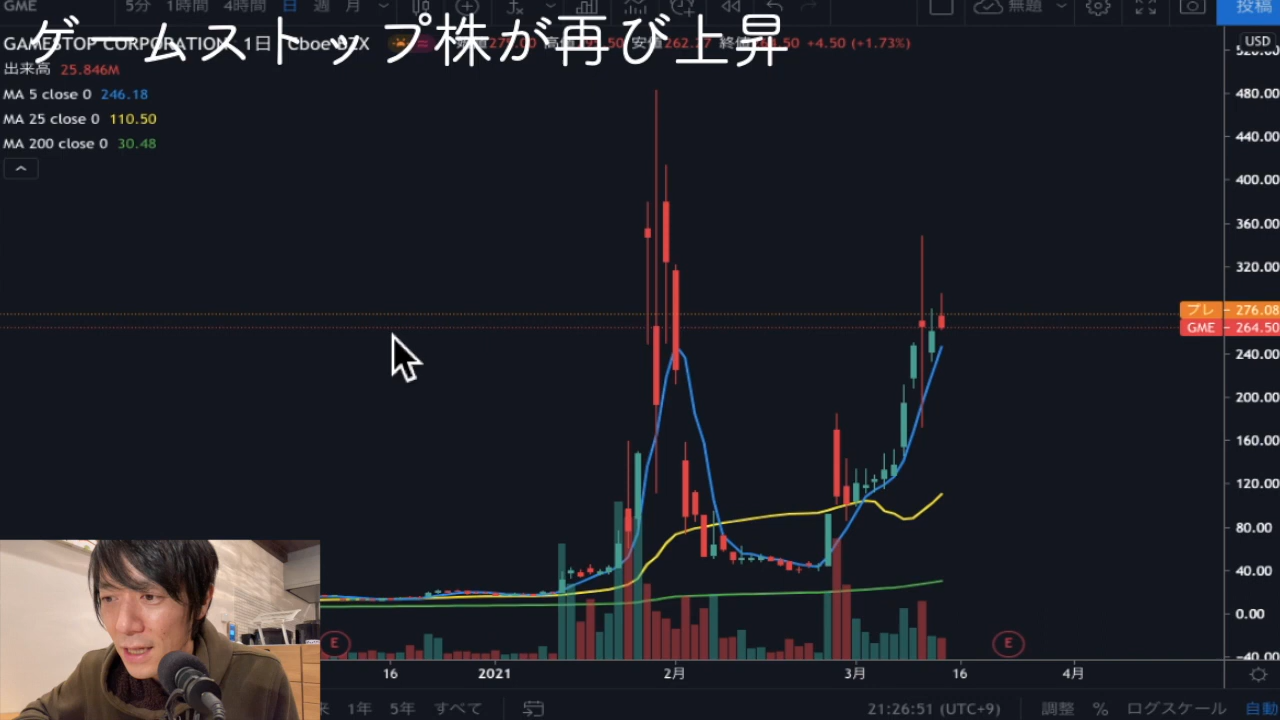 GME 5分 1時間 4時間 日 週 月 無題 投稿
ゲームストップ株が再び上昇
GAMESTOP CORPORATION 1日 Cboe BZX 安値262.27 +4.50 (+1.73%) USD
出来高 25.846M
MA 5 close 0 246.18
MA 25 close 0 110.50
MA 200 close 0 30.48
480.00
440.00
400.00
360.00
320.00
プレ 276.08
GME 264.50
240.00
200.00
160.00
120.00
80.00
40.00
0.00
-40.00
E E
16 2021 2月 3月 16 4月
1年 5年 すべて 21:26:51 (UTC+9) 調整 % ログスケール 自動